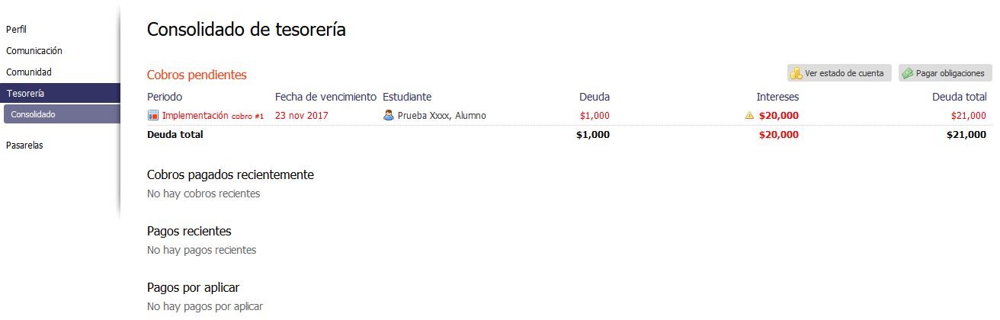 Perfil
Comunicación
Comunidad
Tesorería
Consolidado
Pasarelas
Consolidado de tesorería
Cobros pendientes
Ver estado de cuenta
Pagar obligaciones
Periodo Fecha de vencimiento Estudiante Deuda Intereses Deuda total
Implementación cobro #1 23 nov 2017 Prueba Xxxx, Alumno $1,000 $20,000 $21,000
Deuda total $1,000 $20,000 $21,000
Cobros pagados recientemente
No hay cobros recientes
Pagos recientes
No hay pagos recientes
Pagos por aplicar
No hay pagos por aplicar